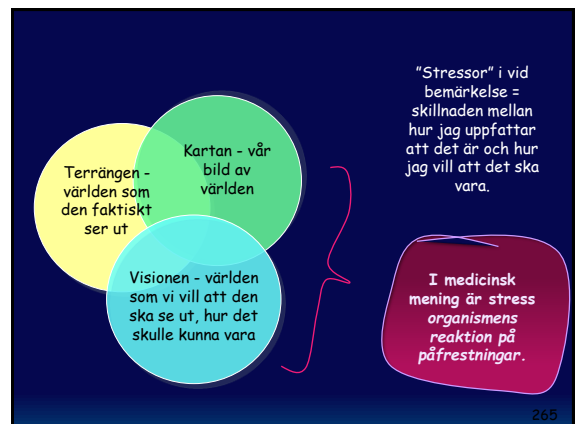 Terrängen -
världen som
den faktiskt
ser ut
Kartan - vår
bild av
världen
Visionen - världen
som vi vill att den
ska se ut, hur det
skulle kunna vara
"Stressor" i vid
bemärkelse =
skillnaden mellan
hur jag uppfattar
att det är och hur
jag vill att det ska
vara.
I medicinsk
mening är stress
organismens
reaktion på
påfrestningar.
265